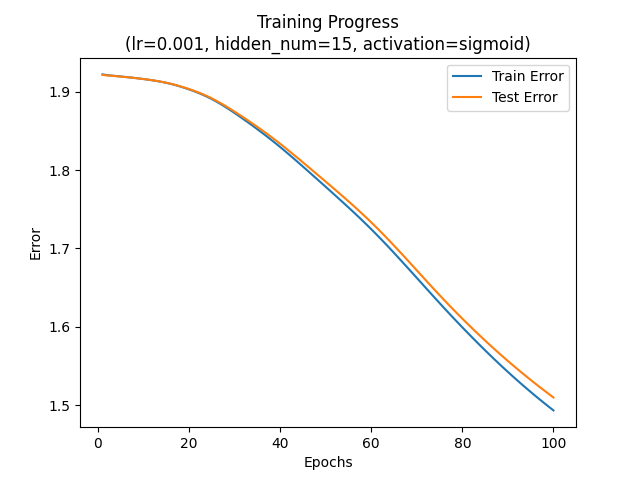 Training Progress
(lr=0.001, hidden_num=15, activation=sigmoid)
Train Error
Test Error
1.9
1.8
1.7
1.6
1.5
Error
0 20 40 60 80 100
Epochs